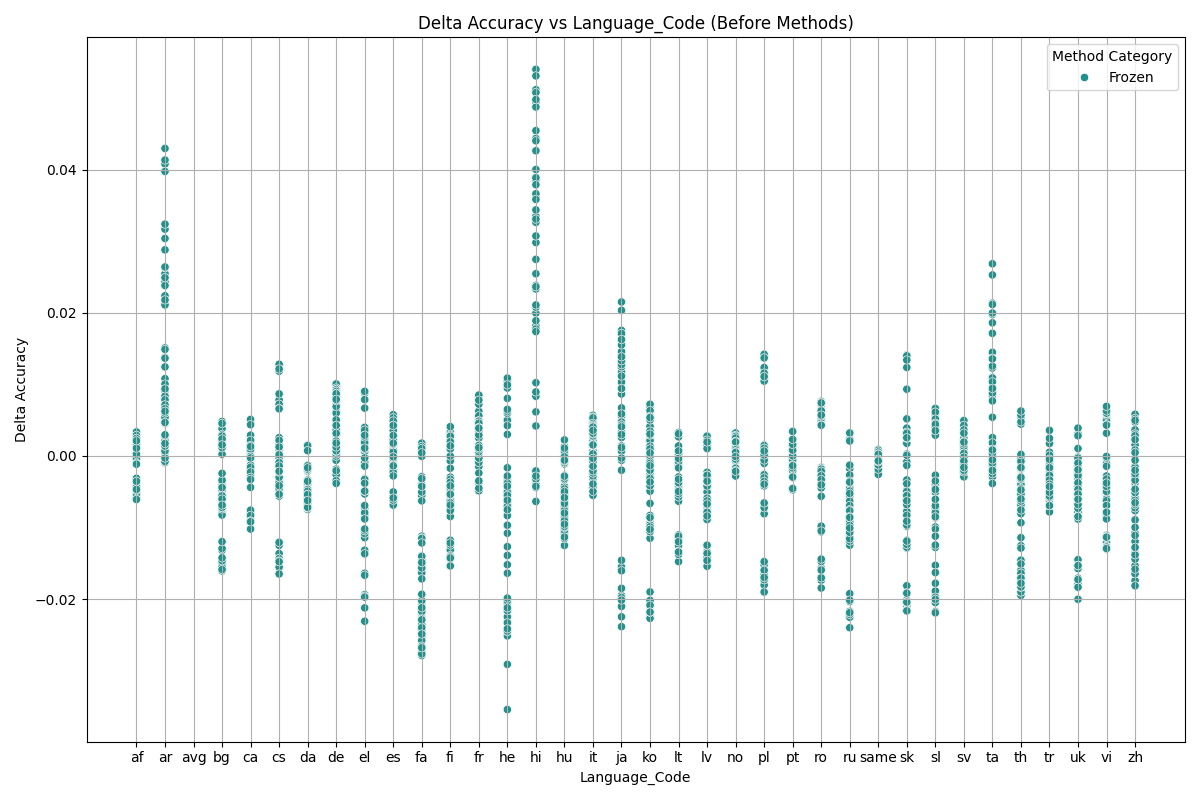 Delta Accuracy vs Language_Code (Before Methods)
Method Category
Frozen
Delta Accuracy
0.04
0.02
0.00
−0.02
af ar avg bg ca cs da de el es fa fi fr he hi hu it ja ko lt lv no pl pt ro ru same sk sl sv ta th tr uk vi zh
Language_Code